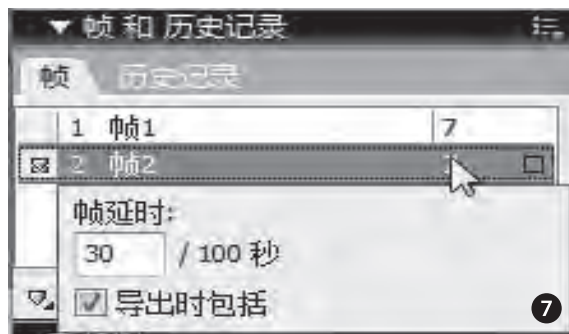 帧 和 历史记录
帧 历史记录
1 帧1 7
2 帧2
帧延时:
30 / 100 秒
导出时包括
7